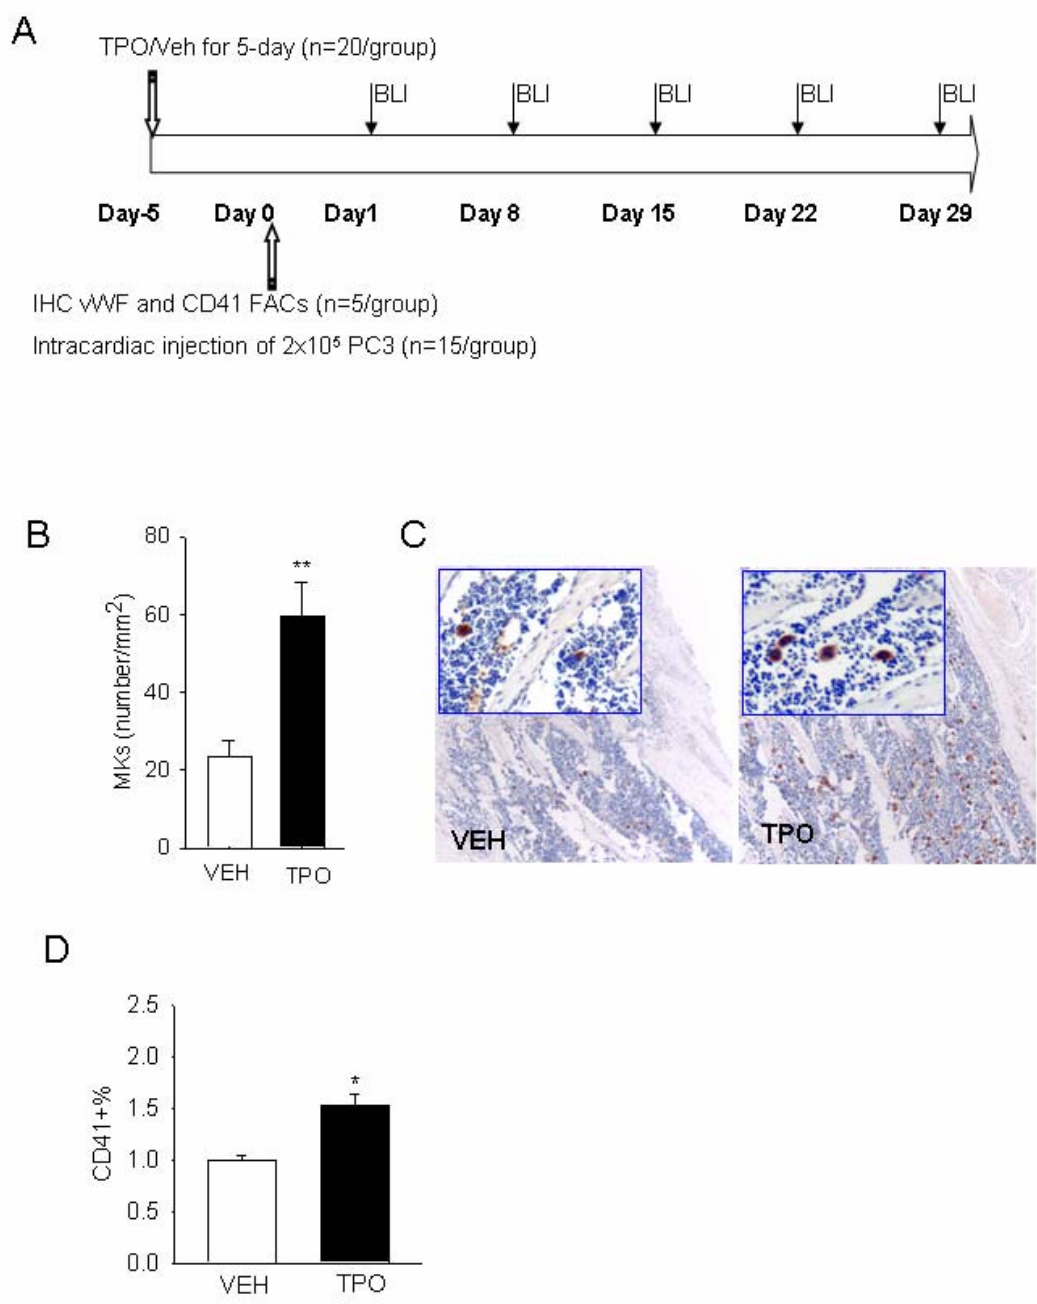 A
TPO/Veh for 5-day (n=20/group)
BLI BLI BLI BLI BLI
Day-5 Day 0 Day1 Day 8 Day 15 Day 22 Day 29
IHC vWF and CD41 FACs (n=5/group)
Intracardiac injection of 2x10⁵ PC3 (n=15/group)
B
80
60
40
20
0
MKs (number/mm²)
**
VEH TPO
C
VEH
TPO
D
2.5
2.0
1.5
1.0
0.5
0.0
CD41+%
*
VEH TPO